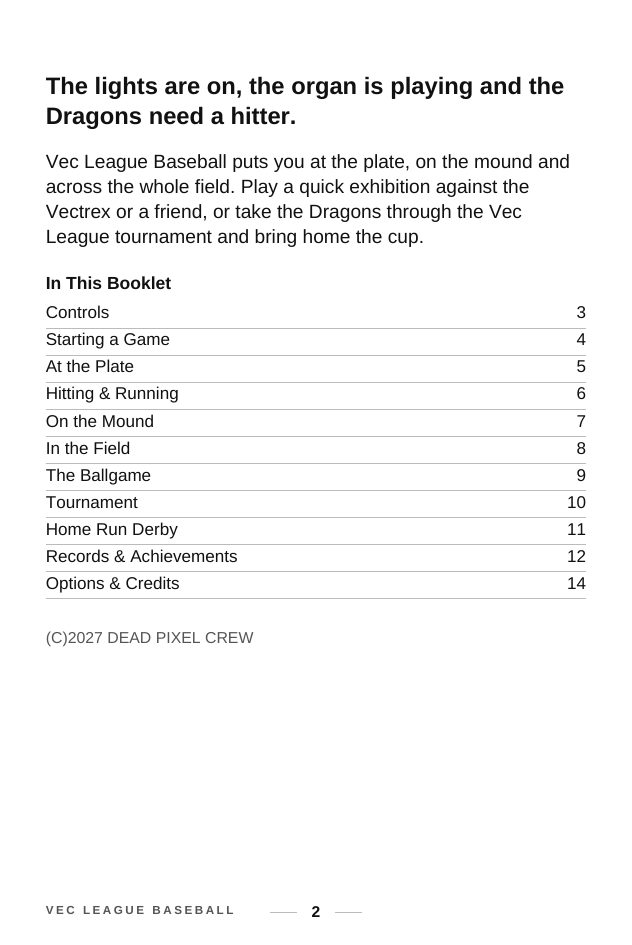 The lights are on, the organ is playing and the
Dragons need a hitter.
Vec League Baseball puts you at the plate, on the mound and
across the whole field. Play a quick exhibition against the
Vectrex or a friend, or take the Dragons through the Vec
League tournament and bring home the cup.
In This Booklet
Controls 3
Starting a Game 4
At the Plate 5
Hitting & Running 6
On the Mound 7
In the Field 8
The Ballgame 9
Tournament 10
Home Run Derby 11
Records & Achievements 12
Options & Credits 14
(C)2027 DEAD PIXEL CREW
VEC LEAGUE BASEBALL 2